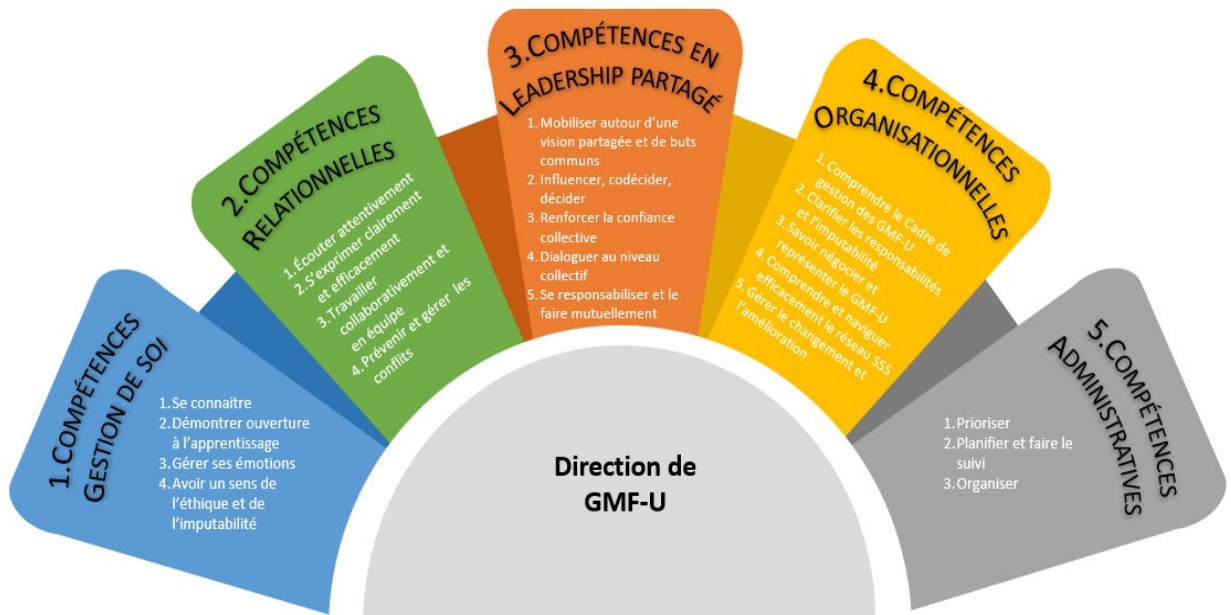 1.COMPÉTENCES
GESTION DE SOI
1.Se connaitre
2.Démontrer ouverture
à l'apprentissage
3.Gérer ses émotions
4.Avoir un sens de
l'éthique et de
l'imputabilité
2.COMPÉTENCES
RELATIONNELLES
1.Écouter attentivement
2.S'exprimer clairement
et efficacement
3.Travailler
collaborativement et
en équipe
4.Prévenir et gérer les
conflits
3.COMPÉTENCES EN
LEADERSHIP PARTAGÉ
1. Mobiliser autour d'une
vision partagée et de buts
communs
2. Influencer, codécider,
décider
3. Renforcer la confiance
collective
4. Dialoguer au niveau
collectif
5. Se responsabiliser et le
faire mutuellement
4.COMPÉTENCES
ORGANISATIONNELLES
1.Comprendre le Cadre de
gestion des GMF-U
2. Clarifier les responsabilités
et l'imputabilité
3. Savoir négocier et
représenter le GMF-U
4. Comprendre et naviguer
efficacement le réseau SSS
5. Gérer le changement et
l'amélioration
5.COMPÉTENCES
ADMINISTRATIVES
1.Prioriser
2.Planifier et faire le
suivi
3.Organiser
Direction de
GMF-U